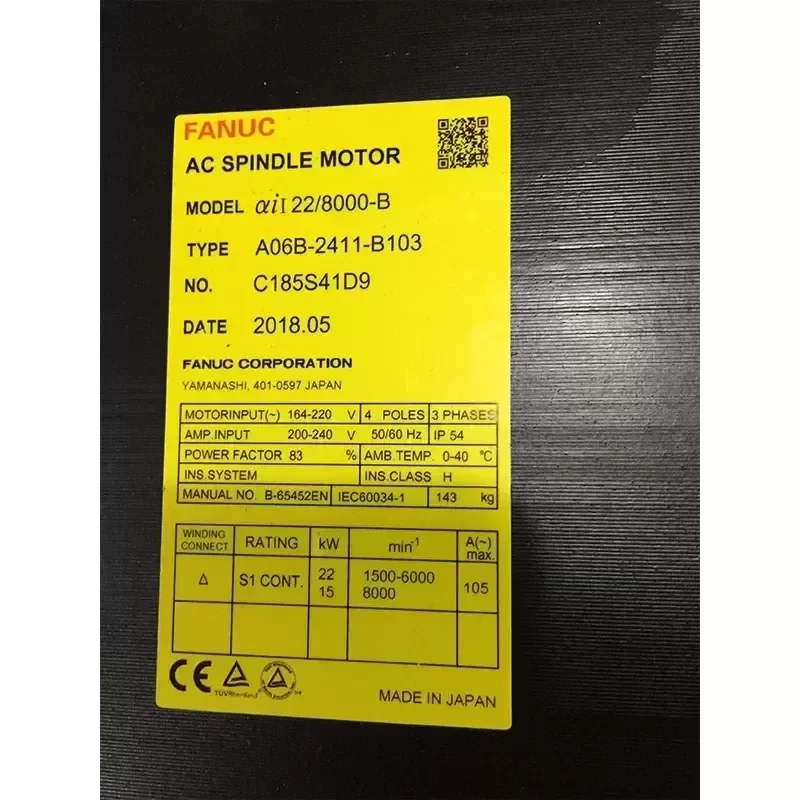 FANUC
AC SPINDLE MOTOR
MODEL αiI 22/8000-B
TYPE A06B-2411-B103
NO. C185S41D9
DATE 2018.05
FANUC CORPORATION
YAMANASHI, 401-0597 JAPAN
MOTORINPUT(~) 164-220 V 4 POLES 3 PHASES
AMP.INPUT 200-240 V 50/60 Hz IP 54
POWER FACTOR 83 % AMB.TEMP. 0-40 ℃
INS.SYSTEM INS.CLASS H
MANUAL NO. B-65452EN IEC60034-1 143 kg
WINDING CONNECT RATING kW min⁻¹ A(~) max.
Δ S1 CONT. 22 1500-6000 105
15 8000
CE
TÜVRheinland
MADE IN JAPAN